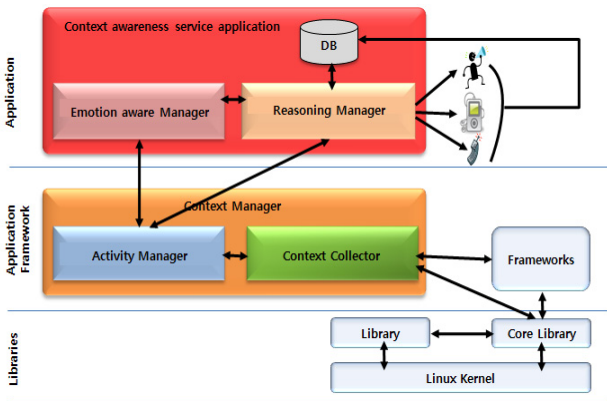 Application
Context awareness service application
DB
Emotion aware Manager
Reasoning Manager
Application
Framework
Context Manager
Activity Manager
Context Collector
Frameworks
Libraries
Library
Core Library
Linux Kernel